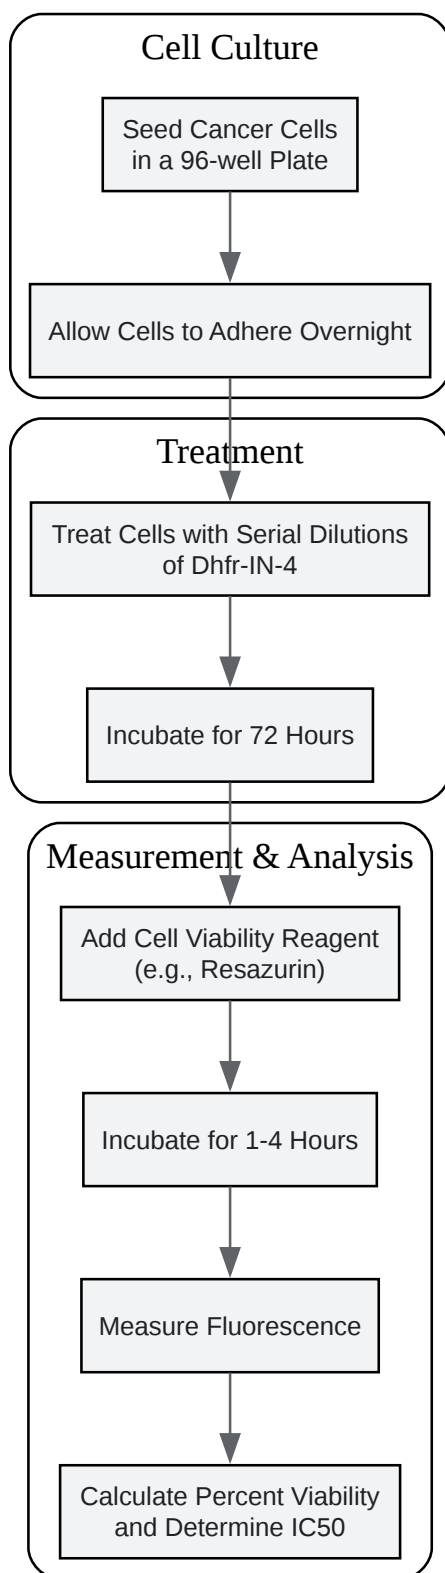 Cell Culture
Seed Cancer Cells
in a 96-well Plate
Allow Cells to Adhere Overnight
Treatment
Treat Cells with Serial Dilutions
of Dhfr-IN-4
Incubate for 72 Hours
Measurement & Analysis
Add Cell Viability Reagent
(e.g., Resazurin)
Incubate for 1-4 Hours
Measure Fluorescence
Calculate Percent Viability
and Determine IC50